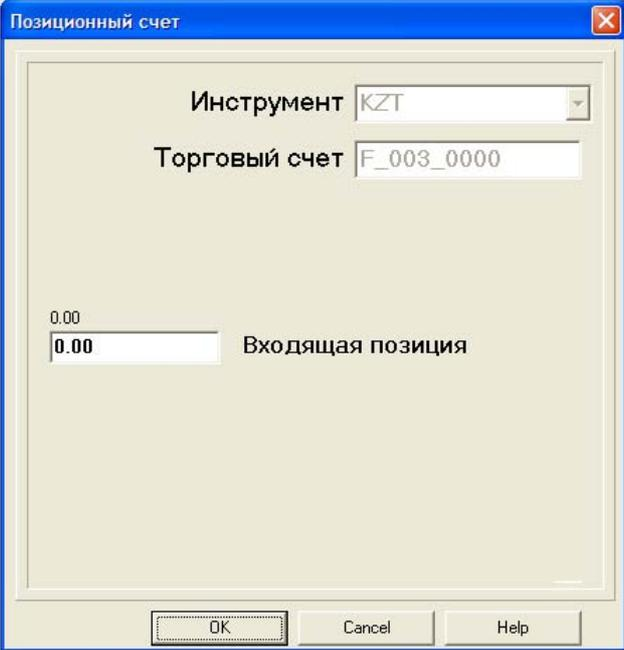 Позиционный счет
Инструмент KZT
Торговый счет F_003_0000
0.00
0.00 Входящая позиция
OK Cancel Help